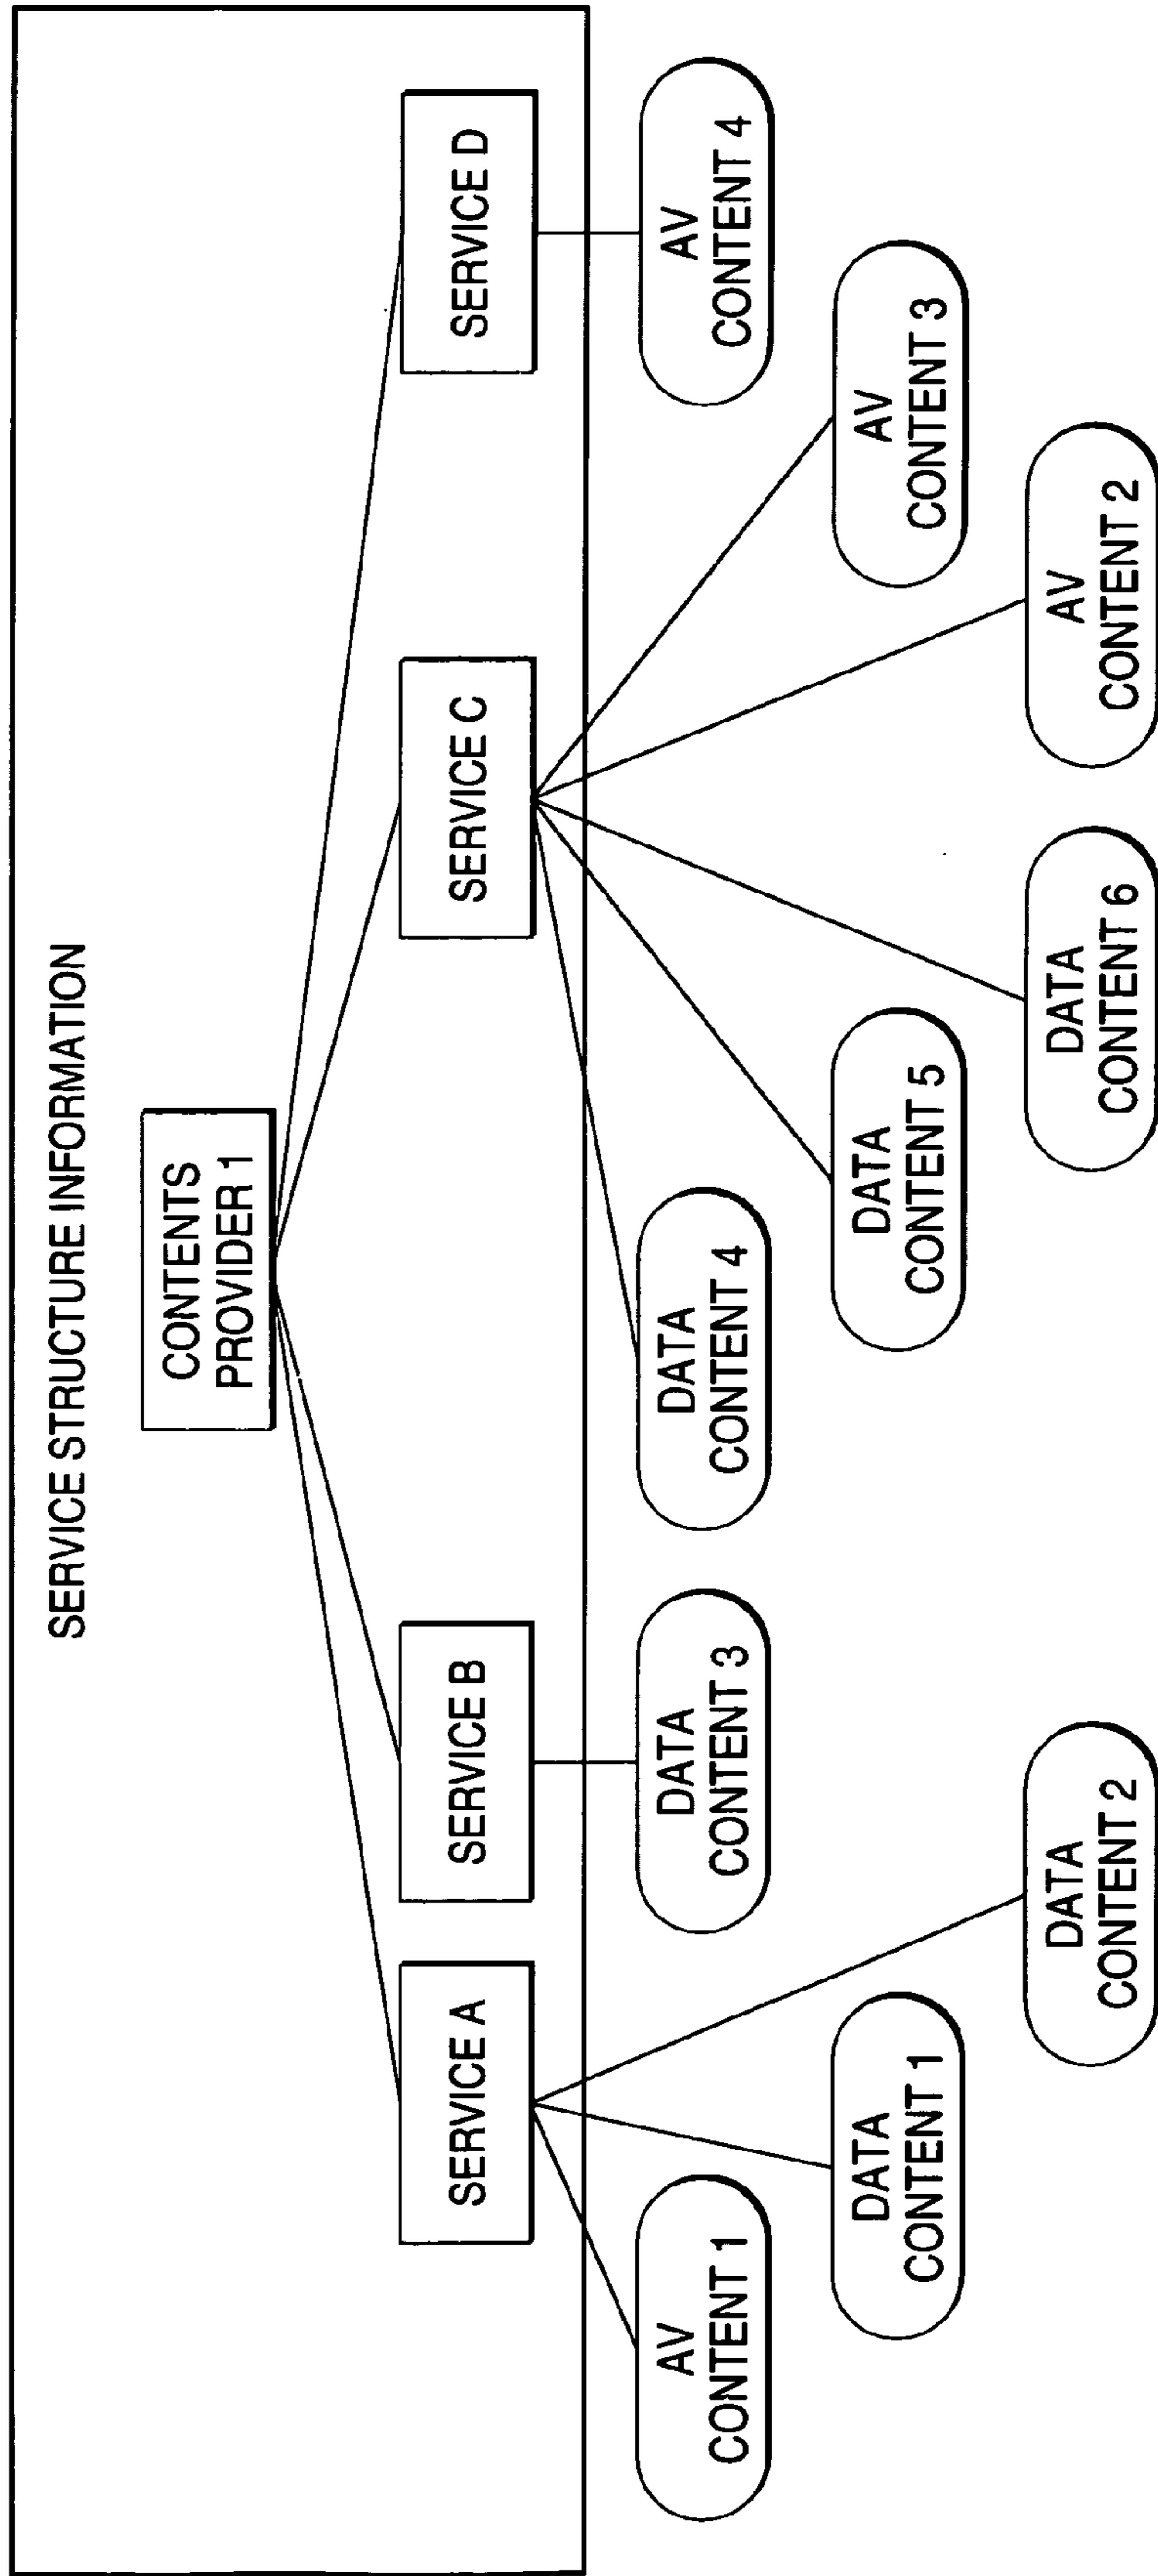 SERVICE STRUCTURE INFORMATION
CONTENTS
PROVIDER 1
SERVICE A
SERVICE B
SERVICE C
SERVICE D
AV
CONTENT 1
DATA
CONTENT 1
DATA
CONTENT 2
DATA
CONTENT 3
DATA
CONTENT 4
DATA
CONTENT 5
DATA
CONTENT 6
AV
CONTENT 2
AV
CONTENT 3
AV
CONTENT 4